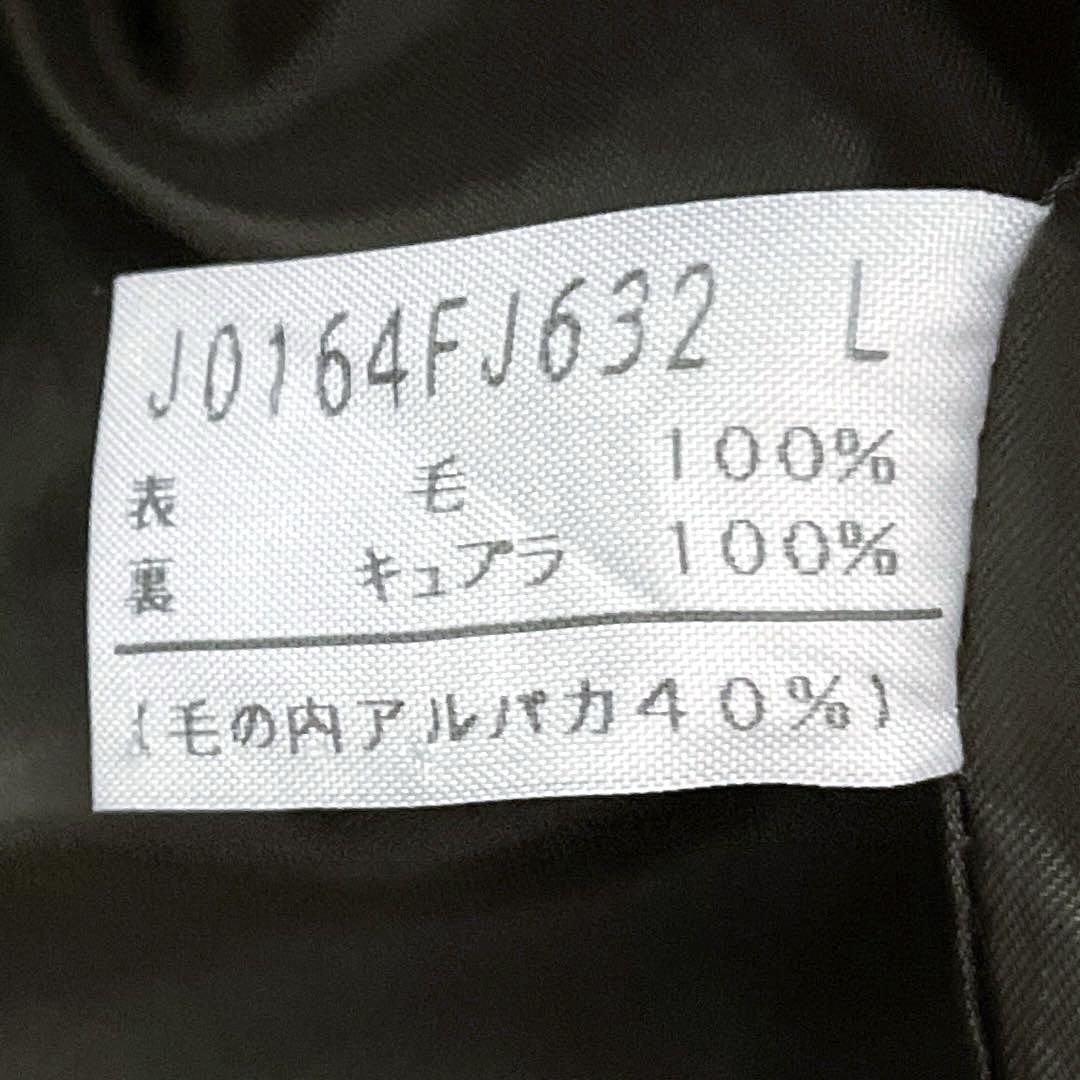 J0164FJ632 L
表 毛 100%
裏 キュプラ 100%
(毛の内アルパカ40%)